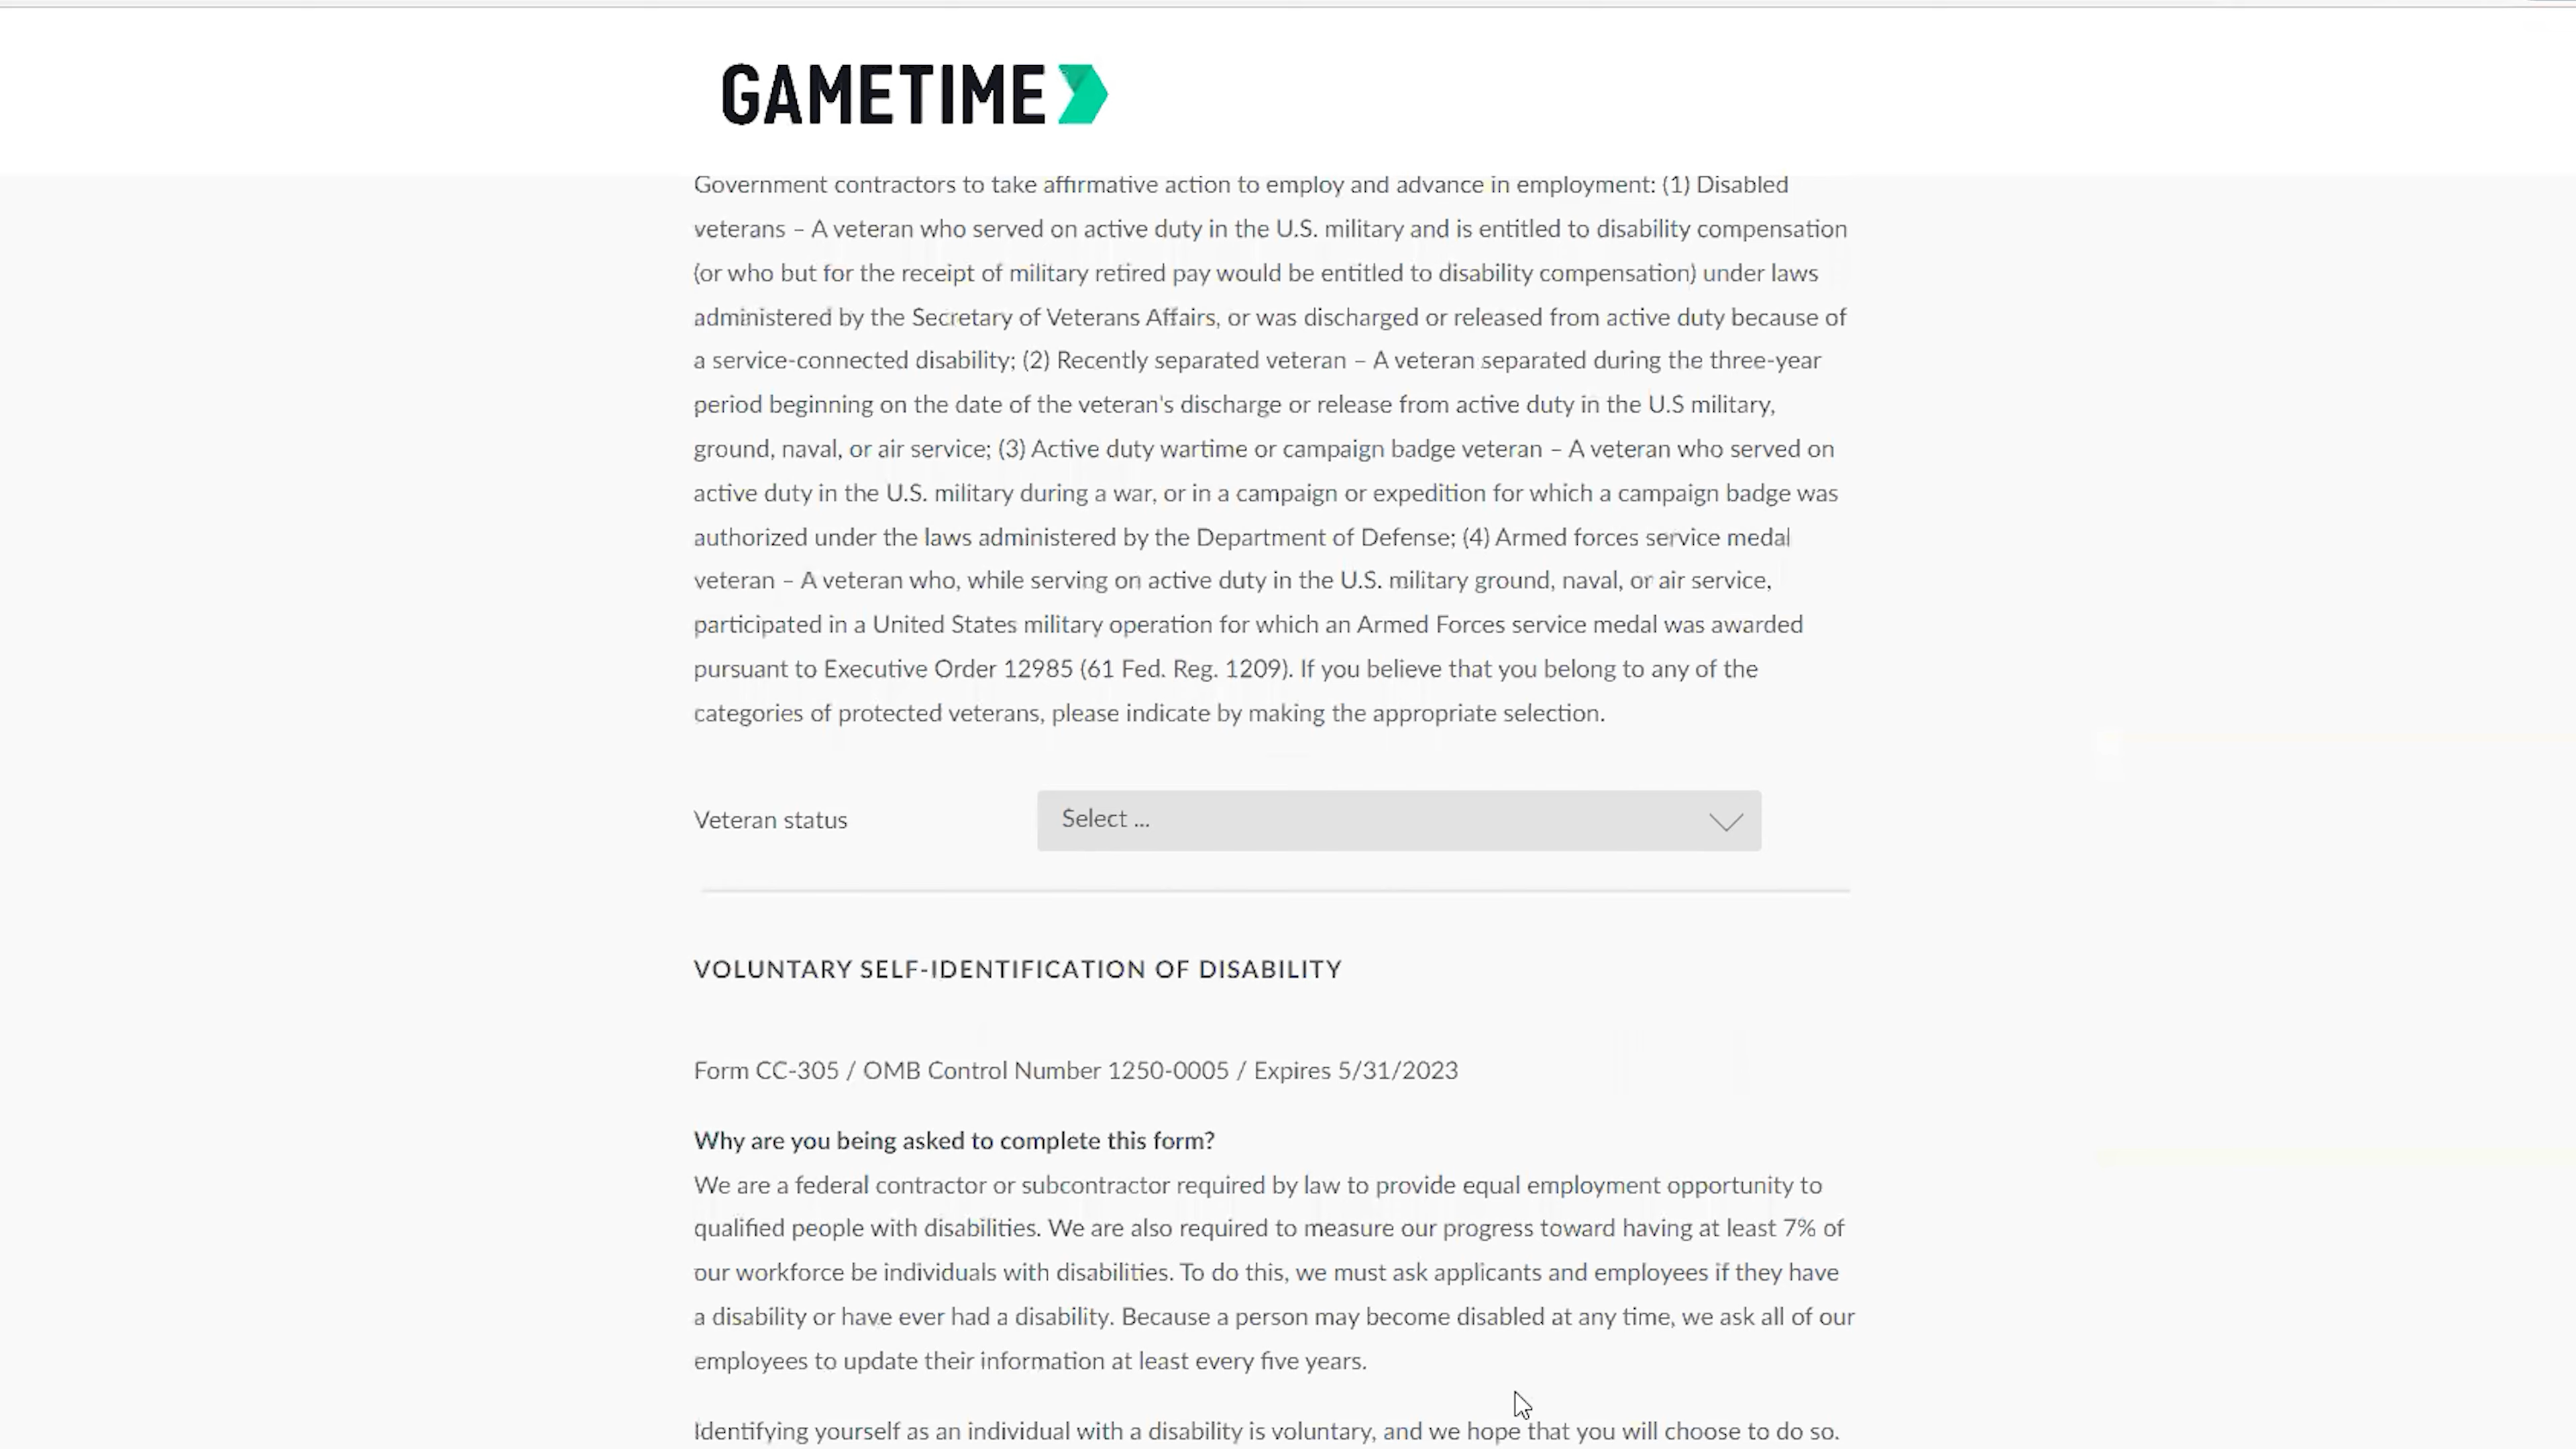 GAMETIME
Government contractors to take affirmative action to employ and advance in employment: (1) Disabled
veterans – A veteran who served on active duty in the U.S. military and is entitled to disability compensation
(or who but for the receipt of military retired pay would be entitled to disability compensation) under laws
administered by the Secretary of Veterans Affairs, or was discharged or released from active duty because of
a service-connected disability; (2) Recently separated veteran – A veteran separated during the three-year
period beginning on the date of the veteran's discharge or release from active duty in the U.S military,
ground, naval, or air service; (3) Active duty wartime or campaign badge veteran – A veteran who served on
active duty in the U.S. military during a war, or in a campaign or expedition for which a campaign badge was
authorized under the laws administered by the Department of Defense; (4) Armed forces service medal
veteran – A veteran who, while serving on active duty in the U.S. military ground, naval, or air service,
participated in a United States military operation for which an Armed Forces service medal was awarded
pursuant to Executive Order 12985 (61 Fed. Reg. 1209). If you believe that you belong to any of the
categories of protected veterans, please indicate by making the appropriate selection.
Veteran status
Select ...
VOLUNTARY SELF-IDENTIFICATION OF DISABILITY
Form CC-305 / OMB Control Number 1250-0005 / Expires 5/31/2023
Why are you being asked to complete this form?
We are a federal contractor or subcontractor required by law to provide equal employment opportunity to
qualified people with disabilities. We are also required to measure our progress toward having at least 7% of
our workforce be individuals with disabilities. To do this, we must ask applicants and employees if they have
a disability or have ever had a disability. Because a person may become disabled at any time, we ask all of our
employees to update their information at least every five years.
Identifying yourself as an individual with a disability is voluntary, and we hope that you will choose to do so.